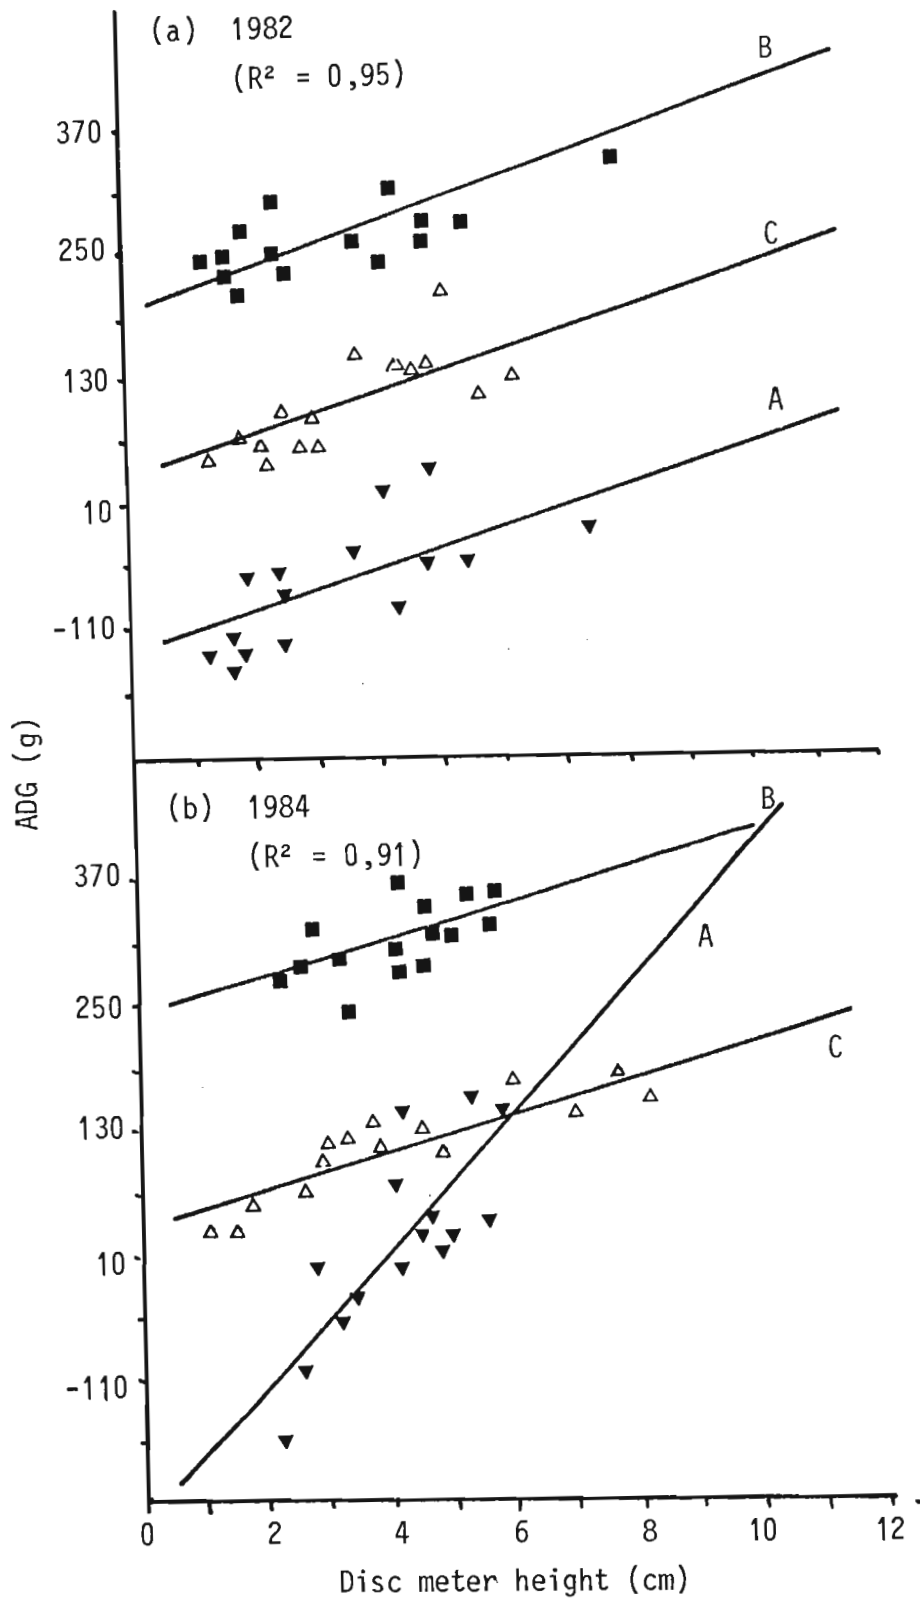 (a) 1982
(R² = 0,95)
B
370
C
250
130
A
10
-110
ADG (g)
(b) 1984
(R² = 0,91)
B
370
A
250
C
130
10
-110
0 2 4 6 8 10 12
Disc meter height (cm)